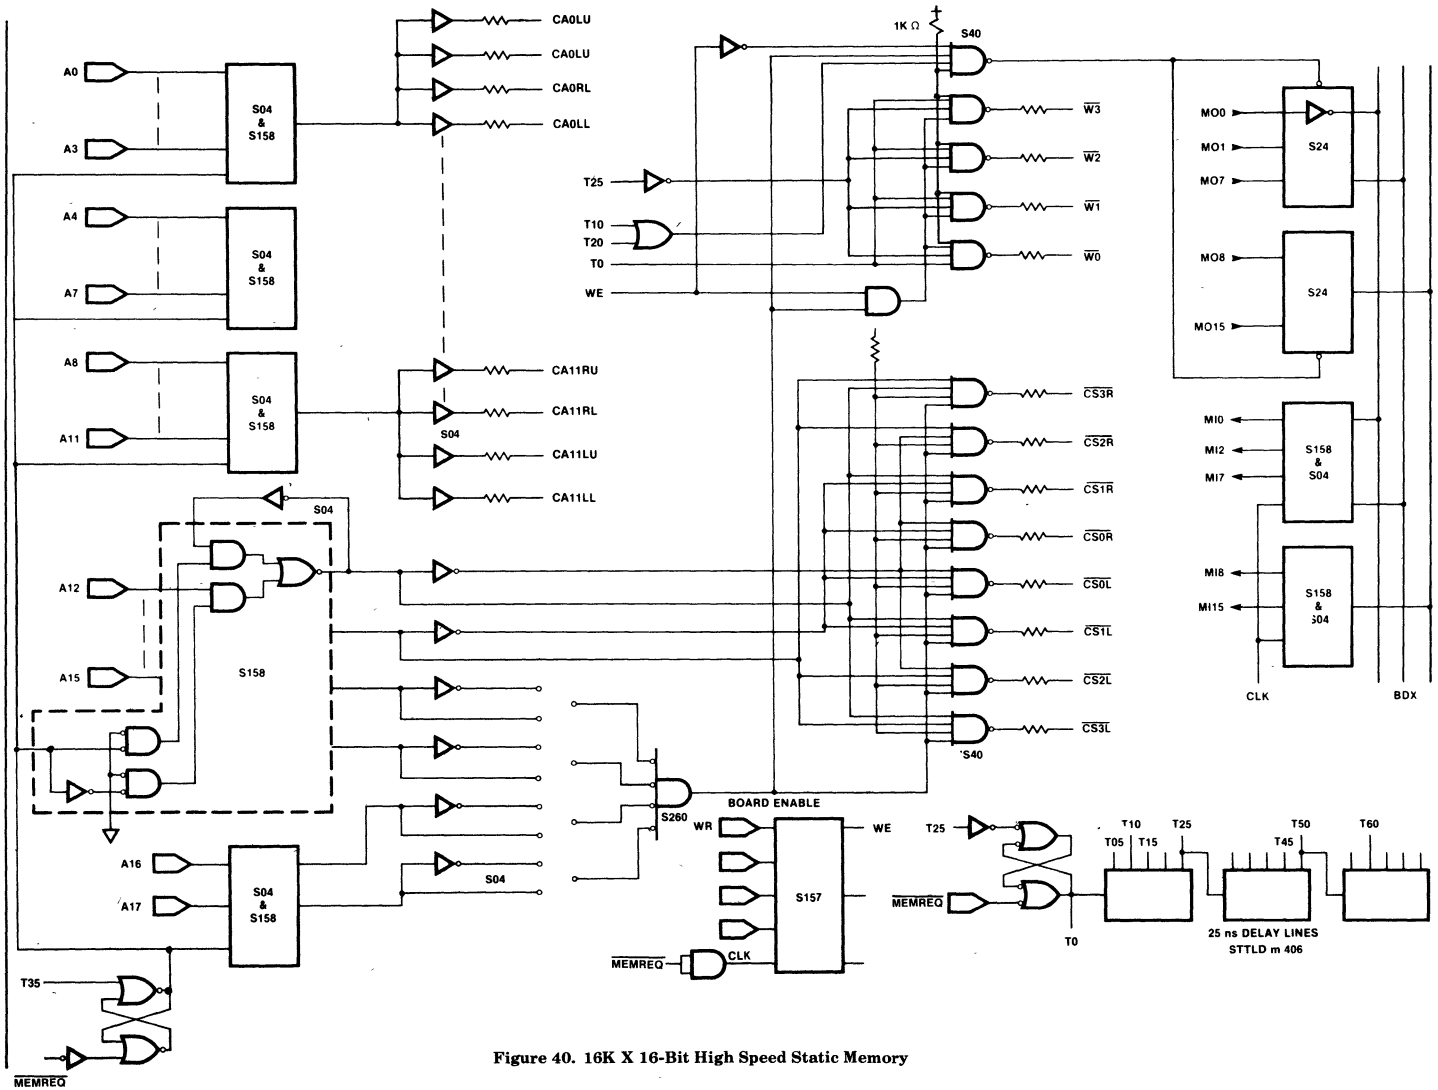 A0
A3
S04
&
S158
CA0LU
CA0LU
CA0RL
CA0LL
A4
A7
S04
&
S158
A8
A11
S04
&
S158
CA11RU
CA11RL
S04
CA11LU
CA11LL
S04
A12
A15
S158
A16
A17
S04
&
S158
S04
T35
MEMREQ
1K Ω
S40
W3
W2
W1
W0
T25
T10
T20
T0
WE
CS3R
CS2R
CS1R
CS0R
CS0L
CS1L
CS2L
CS3L
S40
S260
BOARD ENABLE
WR
WE
S157
MEMREQ
CLK
MO0
MO1
MO7
S24
MO8
MO15
S24
MI0
MI2
MI7
S158
&
S04
MI8
MI15
S158
&
S04
CLK
BDX
T25
MEMREQ
T0
T05
T10
T15
T25
T45
T50
T60
25 ns DELAY LINES
STTLD m 406
Figure 40. 16K X 16-Bit High Speed Static Memory